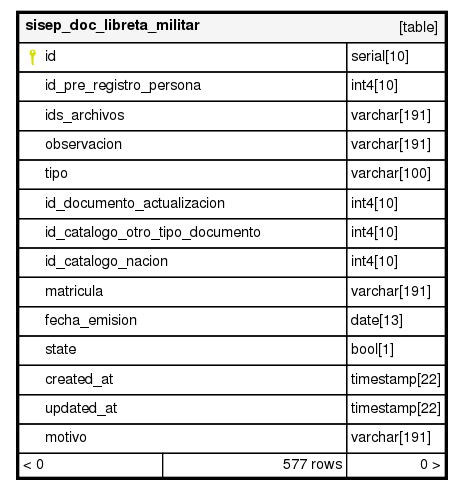 sisep_doc_libreta_militar [table]
id serial[10]
id_pre_registro_persona int4[10]
ids_archivos varchar[191]
observacion varchar[191]
tipo varchar[100]
id_documento_actualizacion int4[10]
id_catalogo_otro_tipo_documento int4[10]
id_catalogo_nacion int4[10]
matricula varchar[191]
fecha_emision date[13]
state bool[1]
created_at timestamp[22]
updated_at timestamp[22]
motivo varchar[191]
< 0 577 rows 0 >